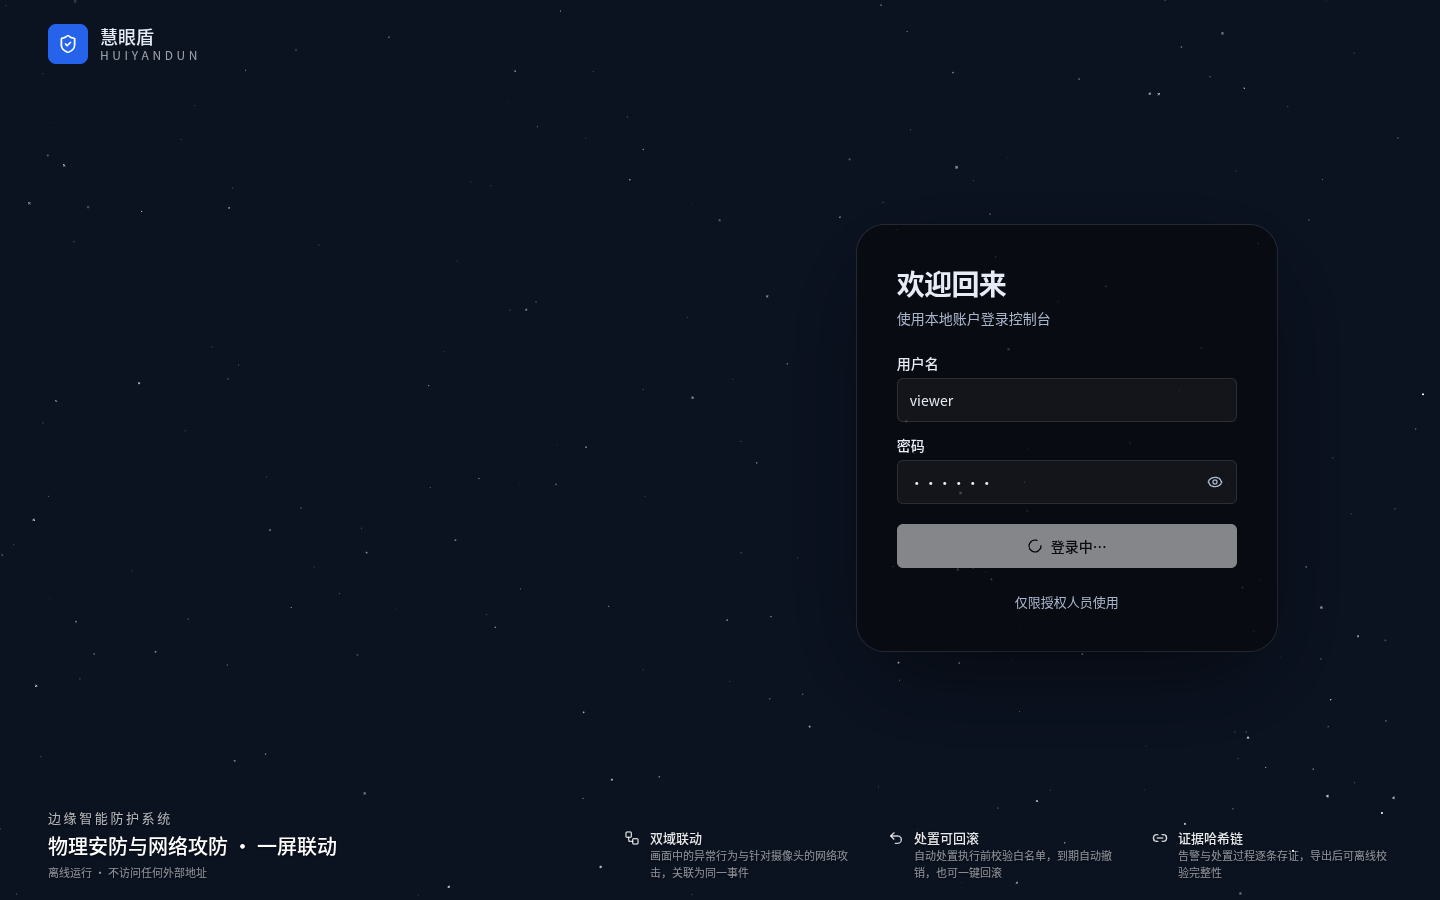 慧眼盾
HUIYANDUN
欢迎回来
使用本地账户登录控制台
用户名
viewer
密码
••••••
登录中…
仅限授权人员使用
边缘智能防护系统
物理安防与网络攻防 · 一屏联动
离线运行 · 不访问任何外部地址
双域联动
画面中的异常行为与针对摄像头的网络攻
击，关联为同一事件
处置可回滚
自动处置执行前校验白名单，到期自动撤
销，也可一键回滚
证据哈希链
告警与处置过程逐条存证，导出后可离线校
验完整性